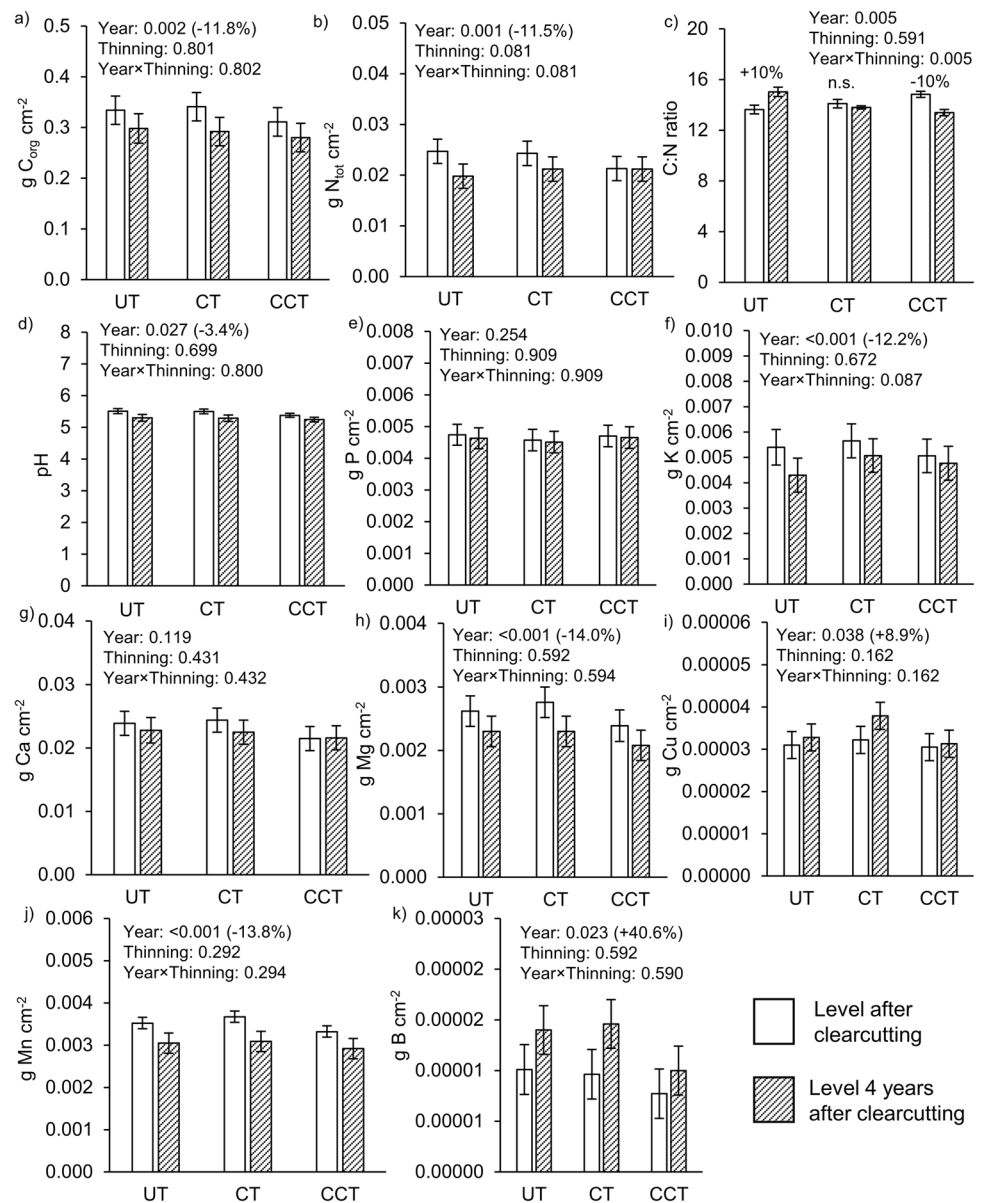 a)
Year: 0.002 (-11.8%)
Thinning: 0.801
Year×Thinning: 0.802
g Corg cm-2
0.5
0.4
0.3
0.2
0.1
0.0
UT CT CCT
b)
Year: 0.001 (-11.5%)
Thinning: 0.081
Year×Thinning: 0.081
g Ntot cm-2
0.05
0.04
0.03
0.02
0.01
0.00
UT CT CCT
c)
Year: 0.005
Thinning: 0.591
Year×Thinning: 0.005
+10% n.s. -10%
C:N ratio
20
16
12
8
4
0
UT CT CCT
d)
Year: 0.027 (-3.4%)
Thinning: 0.699
Year×Thinning: 0.800
pH
8
7
6
5
4
3
2
1
0
UT CT CCT
e)
Year: 0.254
Thinning: 0.909
Year×Thinning: 0.909
g P cm-2
0.008
0.007
0.006
0.005
0.004
0.003
0.002
0.001
0.000
UT CT CCT
f)
Year: <0.001 (-12.2%)
Thinning: 0.672
Year×Thinning: 0.087
g K cm-2
0.010
0.009
0.008
0.007
0.006
0.005
0.004
0.003
0.002
0.001
0.000
UT CT CCT
g)
Year: 0.119
Thinning: 0.431
Year×Thinning: 0.432
g Ca cm-2
0.04
0.03
0.02
0.01
0.00
UT CT CCT
h)
Year: <0.001 (-14.0%)
Thinning: 0.592
Year×Thinning: 0.594
g Mg cm-2
0.004
0.003
0.002
0.001
0.000
UT CT CCT
i)
Year: 0.038 (+8.9%)
Thinning: 0.162
Year×Thinning: 0.162
g Cu cm-2
0.00006
0.00005
0.00004
0.00003
0.00002
0.00001
0.00000
UT CT CCT
j)
Year: <0.001 (-13.8%)
Thinning: 0.292
Year×Thinning: 0.294
g Mn cm-2
0.006
0.005
0.004
0.003
0.002
0.001
0.000
UT CT CCT
k)
Year: 0.023 (+40.6%)
Thinning: 0.592
Year×Thinning: 0.590
g B cm-2
0.00003
0.00002
0.00002
0.00001
0.00001
0.00000
UT CT CCT
Level after
clearcutting
Level 4 years
after clearcutting